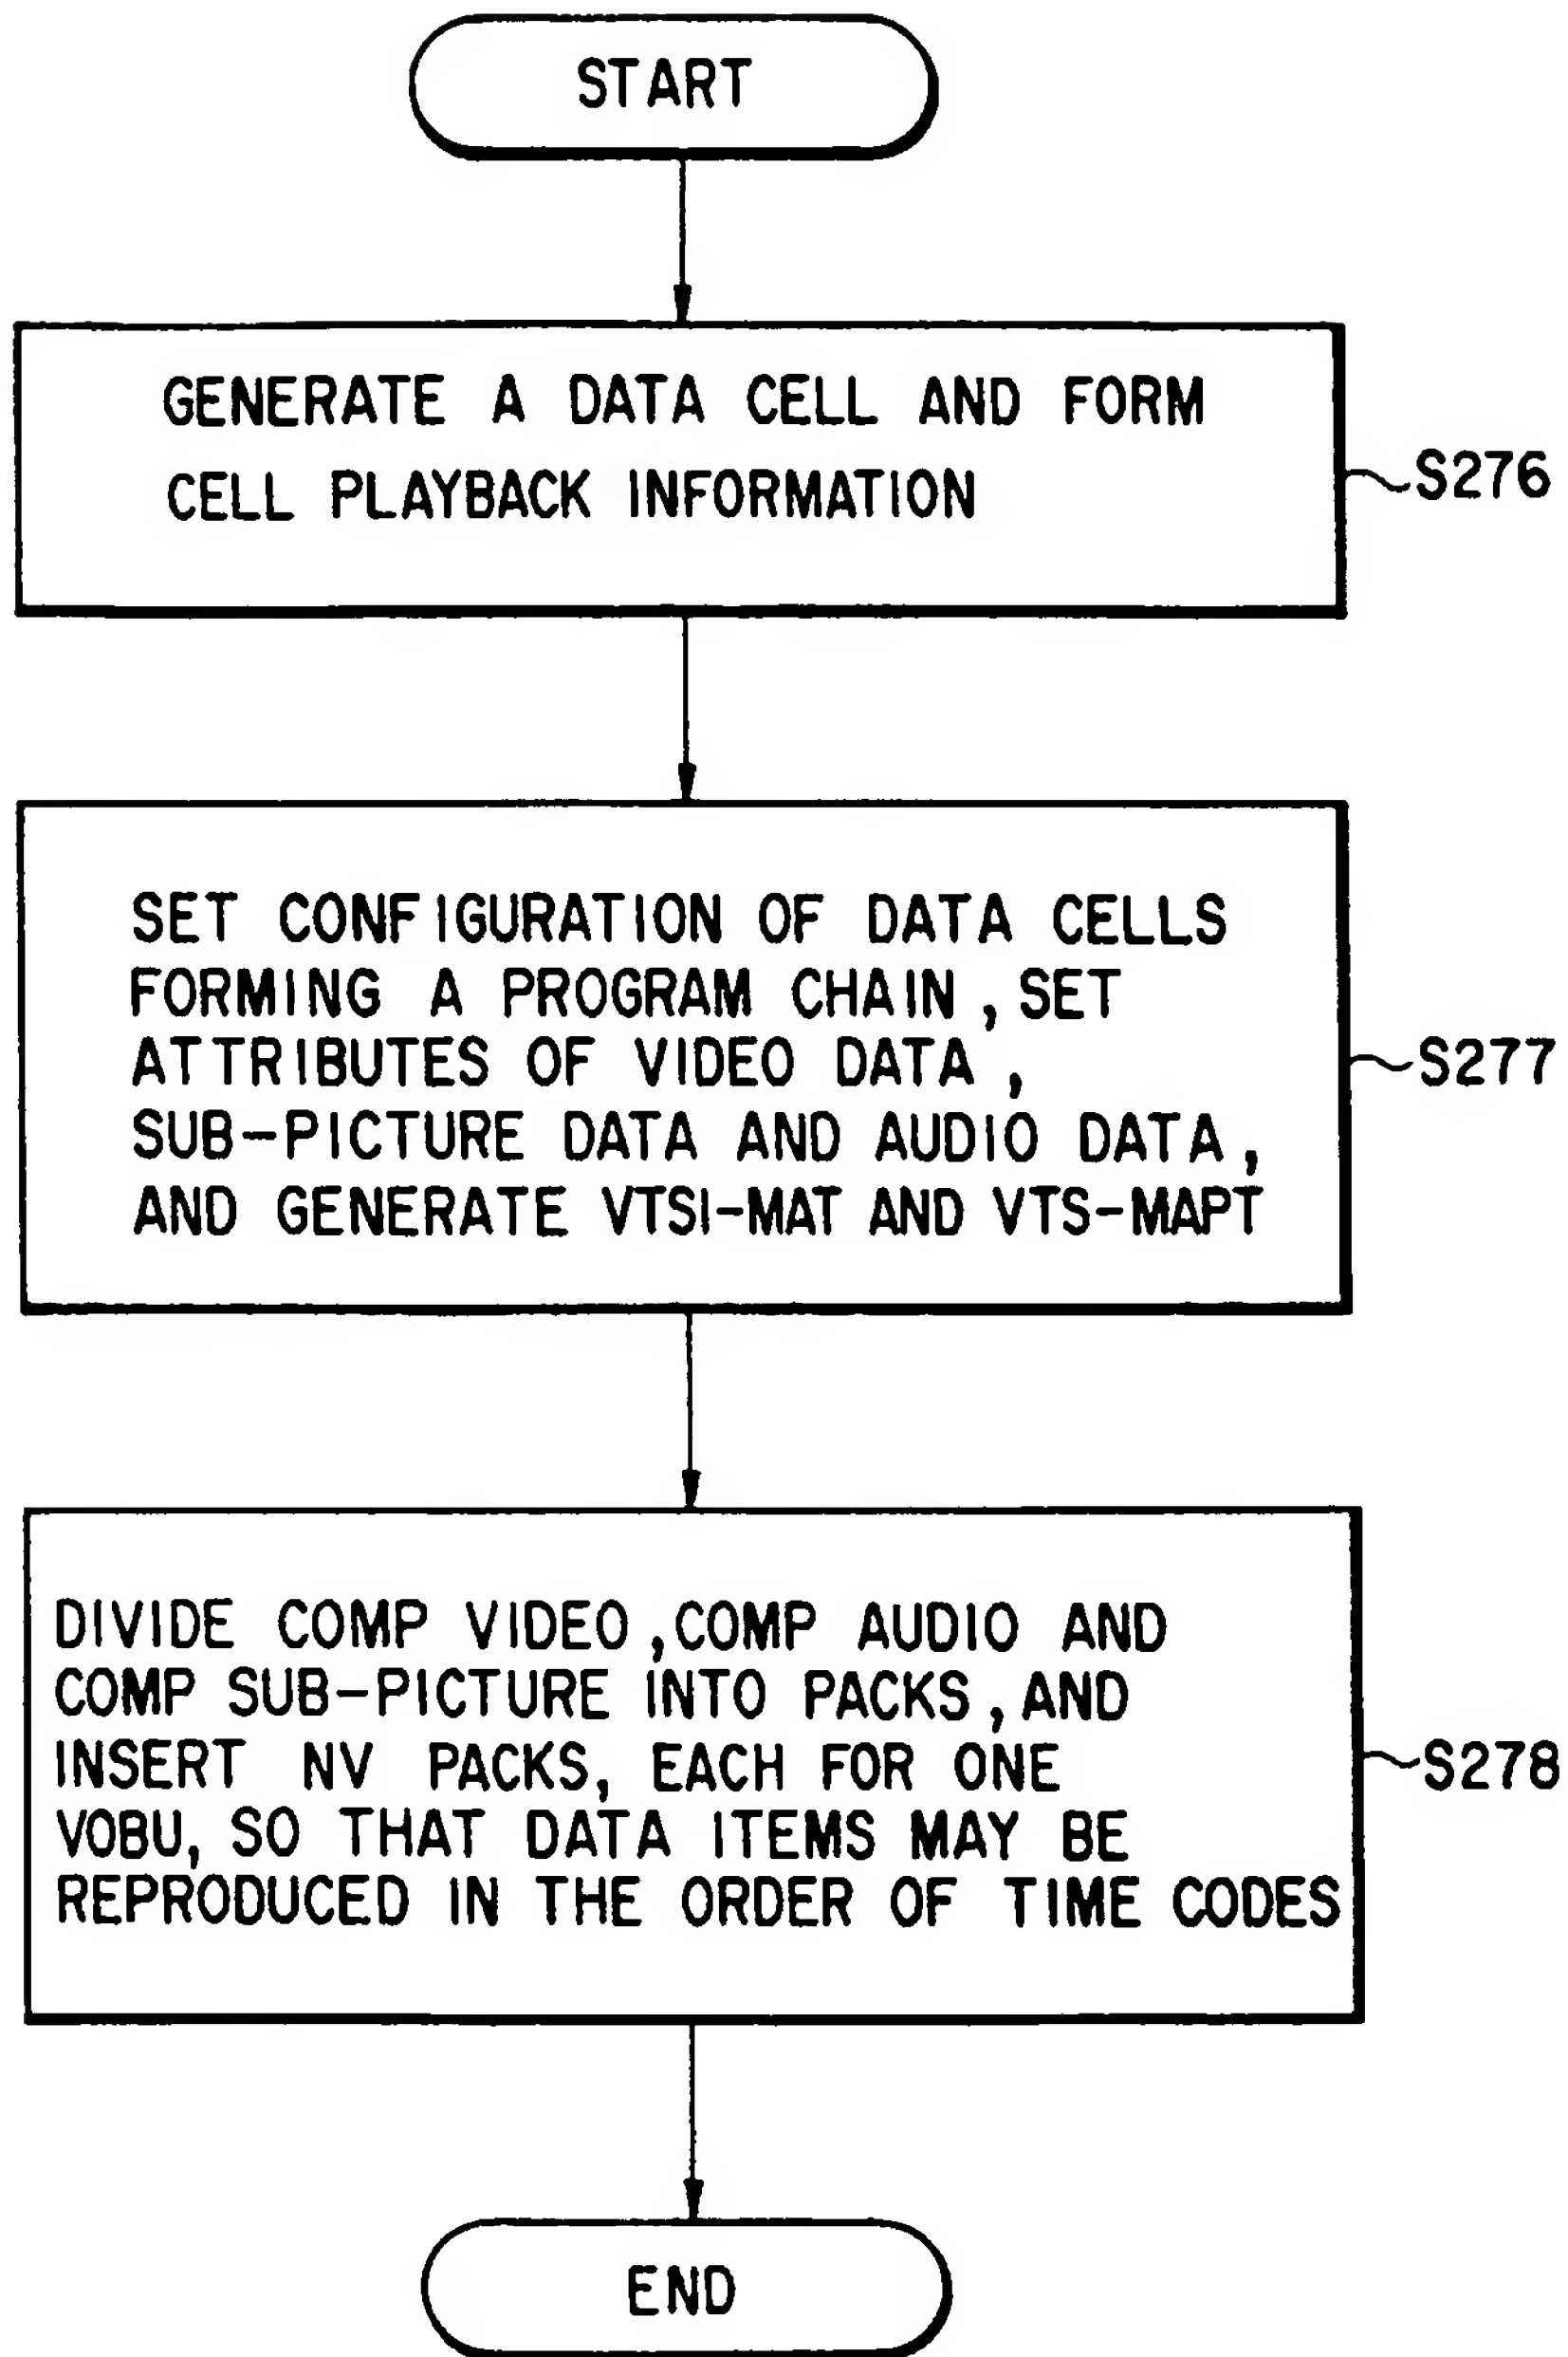 START
GENERATE A DATA CELL AND FORM
CELL PLAYBACK INFORMATION
S276
SET CONFIGURATION OF DATA CELLS
FORMING A PROGRAM CHAIN, SET
ATTRIBUTES OF VIDEO DATA,
SUB-PICTURE DATA AND AUDIO DATA,
AND GENERATE VTSI-MAT AND VTS-MAPT
S277
DIVIDE COMP VIDEO, COMP AUDIO AND
COMP SUB-PICTURE INTO PACKS, AND
INSERT NV PACKS, EACH FOR ONE
VOBU, SO THAT DATA ITEMS MAY BE
REPRODUCED IN THE ORDER OF TIME CODES
S278
END